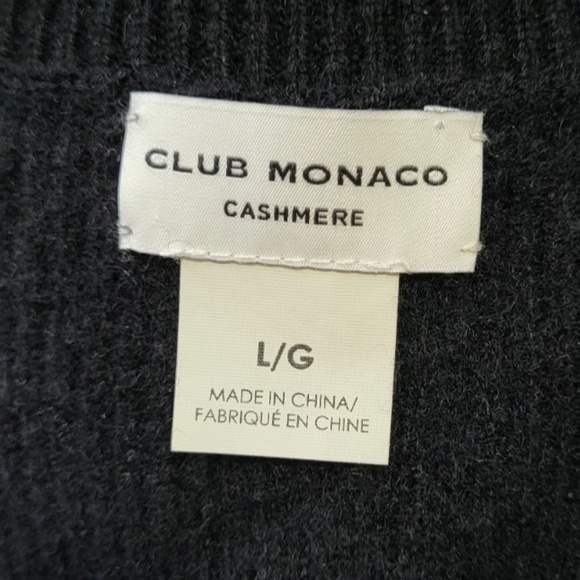 CLUB MONACO
CASHMERE
L/G
MADE IN CHINA/
FABRIQUÉ EN CHINE